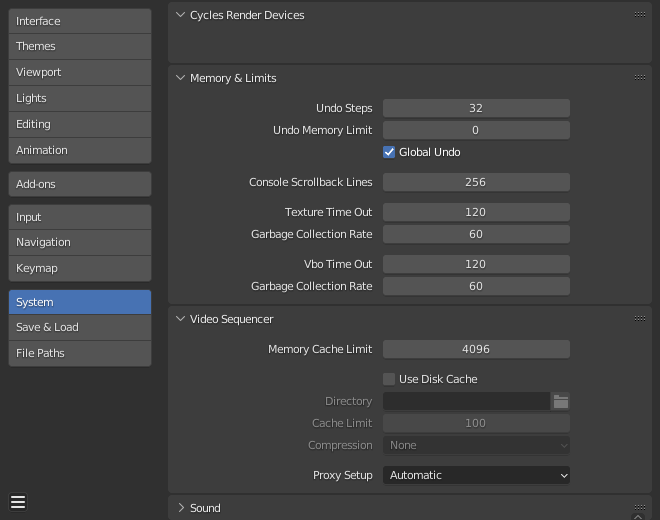 Interface
Themes
Viewport
Lights
Editing
Animation
Add-ons
Input
Navigation
Keymap
System
Save & Load
File Paths
Cycles Render Devices
Memory & Limits
Undo Steps 32
Undo Memory Limit 0
Global Undo
Console Scrollback Lines 256
Texture Time Out 120
Garbage Collection Rate 60
Vbo Time Out 120
Garbage Collection Rate 60
Video Sequencer
Memory Cache Limit 4096
Use Disk Cache
Directory
Cache Limit 100
Compression None
Proxy Setup Automatic
Sound